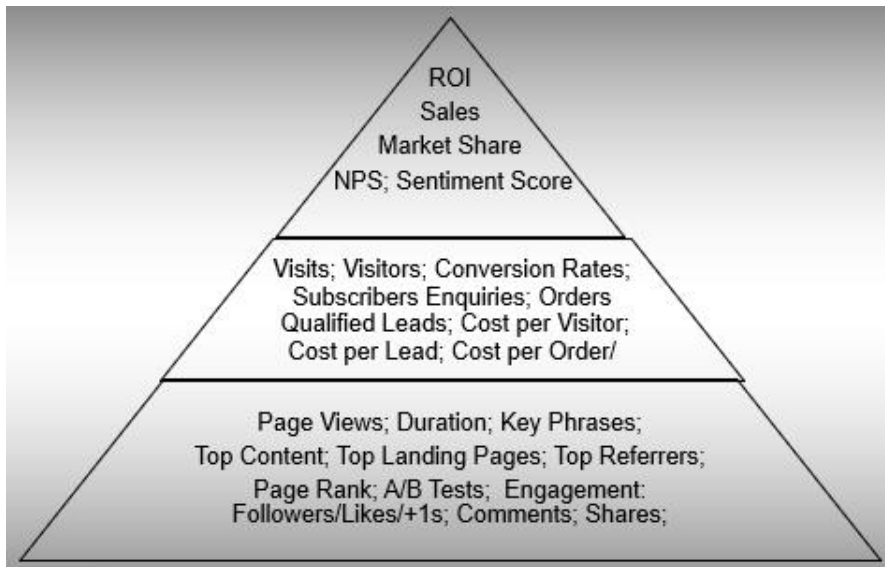 ROI
Sales
Market Share
NPS; Sentiment Score
Visits; Visitors; Conversion Rates;
Subscribers Enquiries; Orders
Qualified Leads; Cost per Visitor;
Cost per Lead; Cost per Order/
Page Views; Duration; Key Phrases;
Top Content; Top Landing Pages; Top Referrers;
Page Rank; A/B Tests; Engagement:
Followers/Likes/+1s; Comments; Shares;